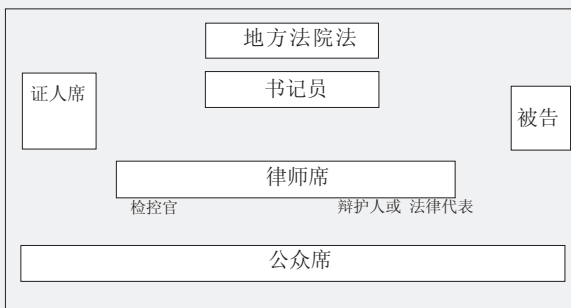 地方法院法
书记员
证人席
被告
律师席
检控官
辩护人或 法律代表
公众席